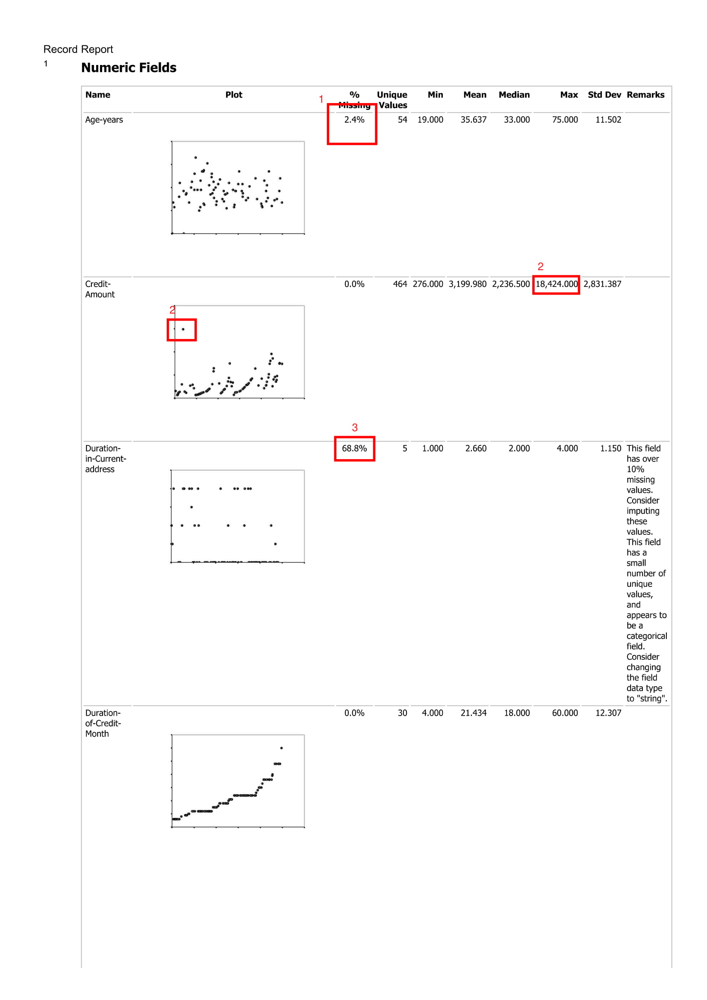 Record Report
1
Numeric Fields
Name Plot % Missing Unique Values Min Mean Median Max Std Dev Remarks
1
Age-years 2.4% 54 19.000 35.637 33.000 75.000 11.502
2
Credit-Amount 0.0% 464 276.000 3,199.980 2,236.500 18,424.000 2,831.387
2
3
Duration-in-Current-address 68.8% 5 1.000 2.660 2.000 4.000 1.150
This field
has over
10%
missing
values.
Consider
imputing
these
values.
This field
has a
small
number of
unique
values,
and
appears to
be a
categorical
field.
Consider
changing
the field
data type
to "string".
Duration-of-Credit-Month 0.0% 30 4.000 21.434 18.000 60.000 12.307